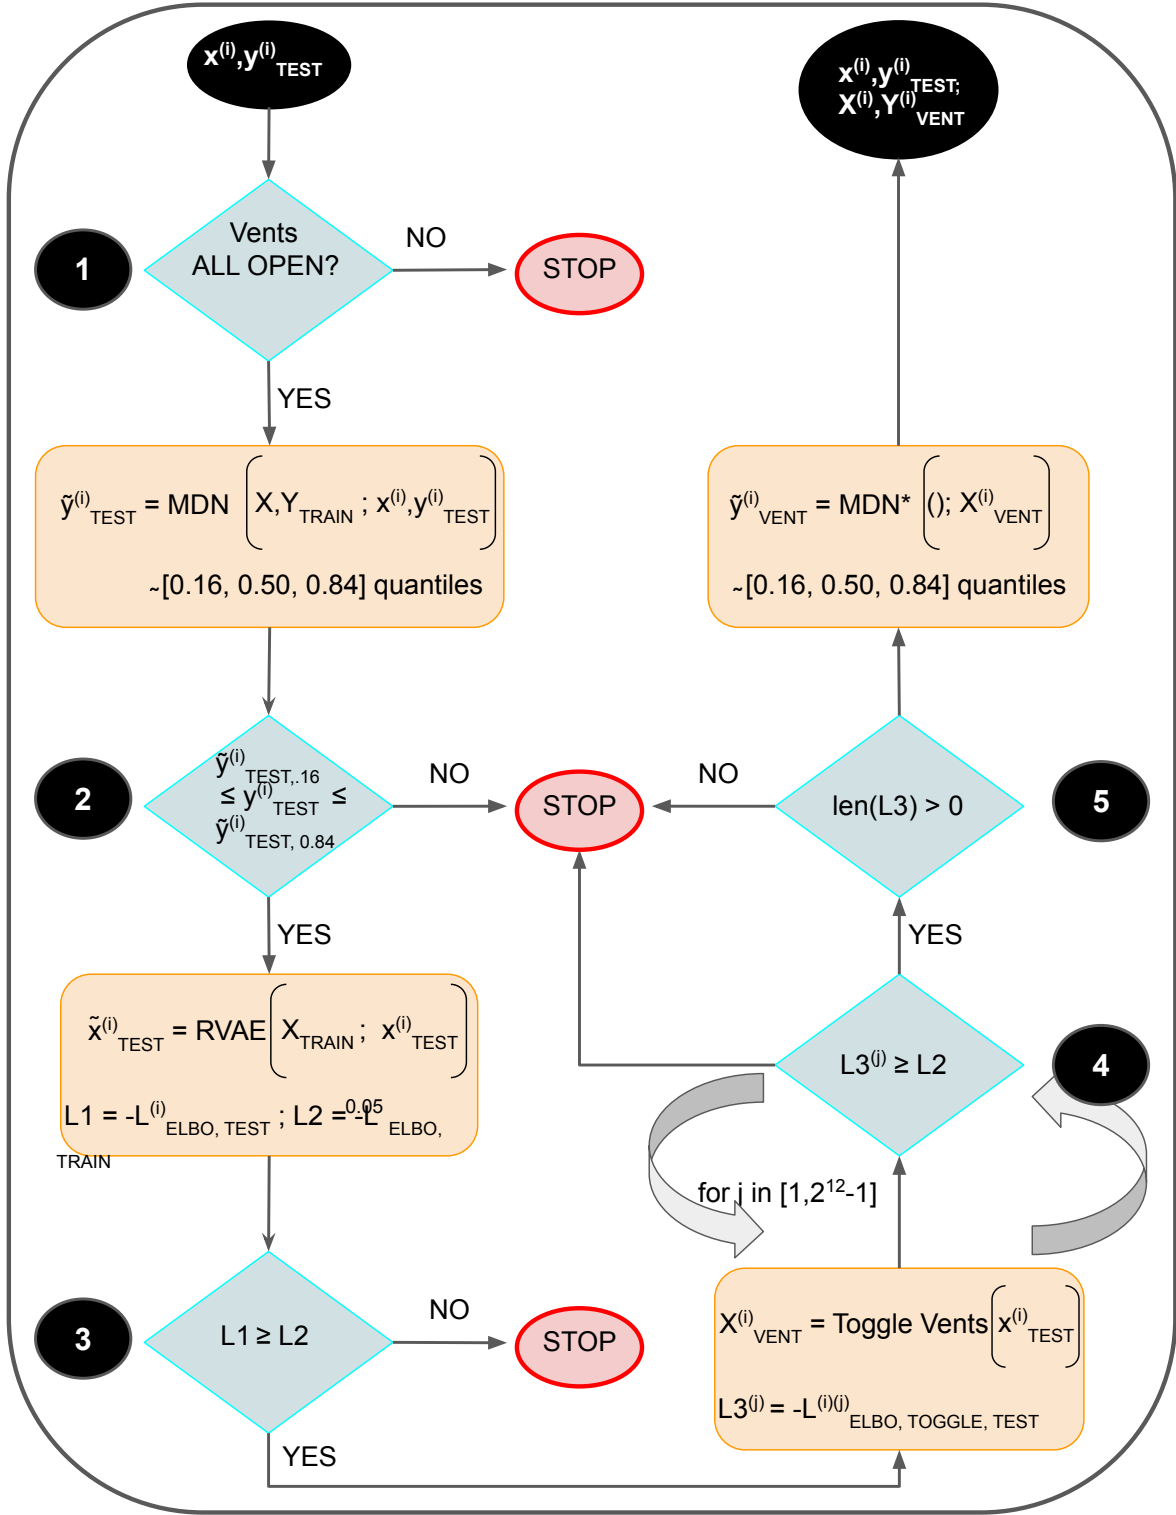 x⁽ⁱ⁾,y⁽ⁱ⁾TEST
1
Vents
ALL OPEN?
NO
STOP
YES
ỹ⁽ⁱ⁾TEST = MDN (X,YTRAIN ; x⁽ⁱ⁾,y⁽ⁱ⁾TEST)
~[0.16, 0.50, 0.84] quantiles
2
ỹ⁽ⁱ⁾TEST,.16
≤ y⁽ⁱ⁾TEST ≤
ỹ⁽ⁱ⁾TEST, 0.84
NO
STOP
YES
x̃⁽ⁱ⁾TEST = RVAE (XTRAIN ; x⁽ⁱ⁾TEST)
L1 = -L⁽ⁱ⁾ELBO, TEST ; L2 = -L0.05ELBO,
TRAIN
3
L1 ≥ L2
NO
STOP
YES
X⁽ⁱ⁾VENT = Toggle Vents (x⁽ⁱ⁾TEST)
L3⁽ʲ⁾ = -L⁽ⁱ⁾⁽ʲ⁾ELBO, TOGGLE, TEST
for j in [1,2¹²-1]
4
L3⁽ʲ⁾ ≥ L2
YES
5
len(L3) > 0
NO
ỹ⁽ⁱ⁾VENT = MDN* ((); X⁽ⁱ⁾VENT)
~[0.16, 0.50, 0.84] quantiles
x⁽ⁱ⁾,y⁽ⁱ⁾TEST;
X⁽ⁱ⁾,Y⁽ⁱ⁾VENT